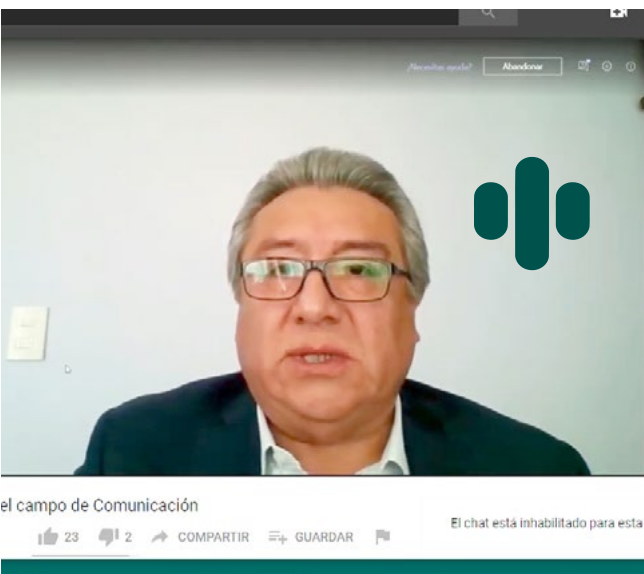 ¿Necesitas ayuda? Abandonar
el campo de Comunicación
23 2 COMPARTIR GUARDAR
El chat está inhabilitado para esta